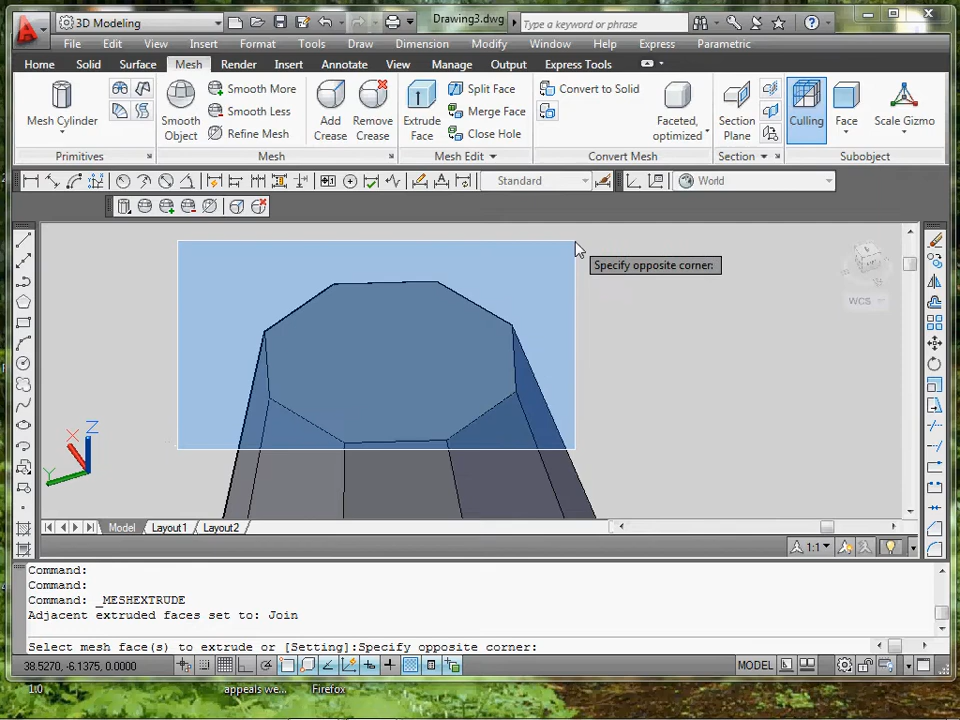 3D Modeling
Drawing3.dwg
Type a keyword or phrase
File Edit View Insert Format Tools Draw Dimension Modify Window Help Express Parametric
Home Solid Surface Mesh Render Insert Annotate View Manage Output Express Tools
Mesh Cylinder
Smooth Object
Smooth More
Smooth Less
Refine Mesh
Add Crease
Remove Crease
Extrude Face
Split Face
Merge Face
Close Hole
Convert to Solid
Faceted, optimized
Section Plane
Culling
Face
Scale Gizmo
Primitives
Mesh
Mesh Edit
Convert Mesh
Section
Subobject
Standard
World
Specify opposite corner:
WCS
X
Z
Y
Model Layout1 Layout2
1:1
Command:
Command:
Command: _MESHEXTRUDE
Adjacent extruded faces set to: Join
Select mesh face(s) to extrude or [Setting]:Specify opposite corner:
38.5270, -6.1375, 0.0000
MODEL
1.0
appeals we...
Firefox